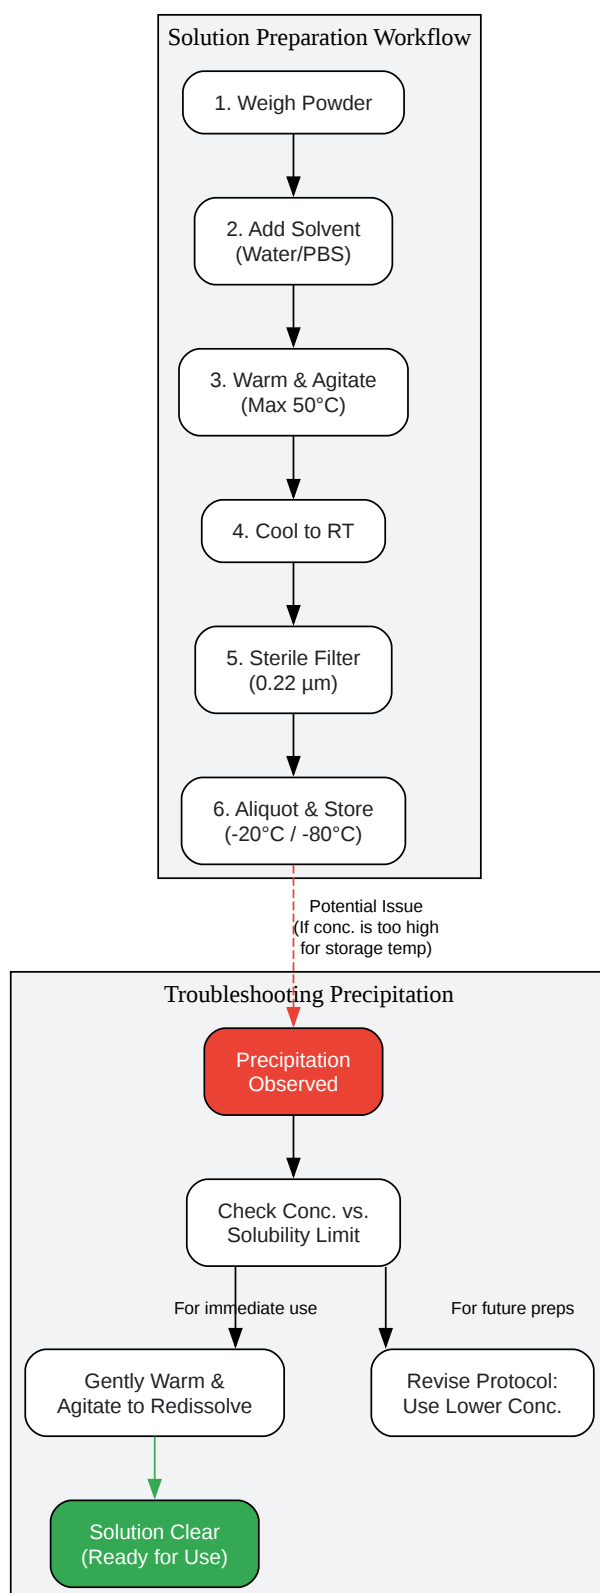 Solution Preparation Workflow
1. Weigh Powder
2. Add Solvent
(Water/PBS)
3. Warm & Agitate
(Max 50°C)
4. Cool to RT
5. Sterile Filter
(0.22 µm)
6. Aliquot & Store
(-20°C / -80°C)
Potential Issue
(If conc. is too high
for storage temp)
Troubleshooting Precipitation
Precipitation
Observed
Check Conc. vs.
Solubility Limit
For immediate use
For future preps
Gently Warm &
Agitate to Redissolve
Revise Protocol:
Use Lower Conc.
Solution Clear
(Ready for Use)